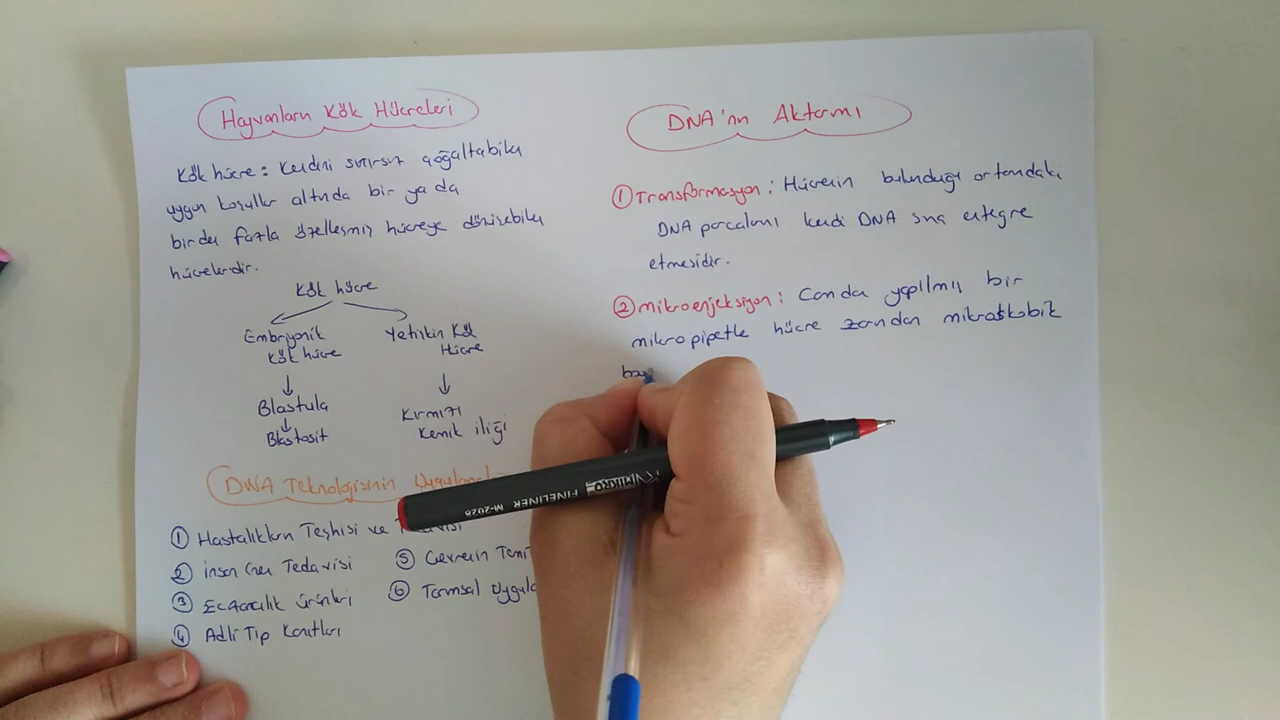 Hayvanların Kök Hücreleri
Kök hücre: Kendini sınırsız çoğaltabilen
uygun koşullar altında bir ya da
birden fazla özelleşmiş hücreye dönüşebilen
hücrelerdir.
Kök hücre
Embriyonik
Kök hücre
Yetişkin Kök
Hücre
Blastula
Blastosit
Kırmızı
Kemik iliği
DNA Teknolojisinin
① Hastalıkların Teşhisi ve
② insan Gen Tedavisi
③ Eczacılık ürünleri
④ Adli Tıp Kanıtları
⑤ Çevrenin Temi
⑥ Tarımsal Uygula
DNA'nın Aktarımı
① Transformasyon: Hücrenin bulunduğu ortamdaki
DNA parçalarını kendi DNA sına entegre
etmesidir.
② mikroenjeksiyon: Camdan yapılmış bir
mikropipetle hücre zarından mikroskobik
MIKRO
FINELINER M-2028